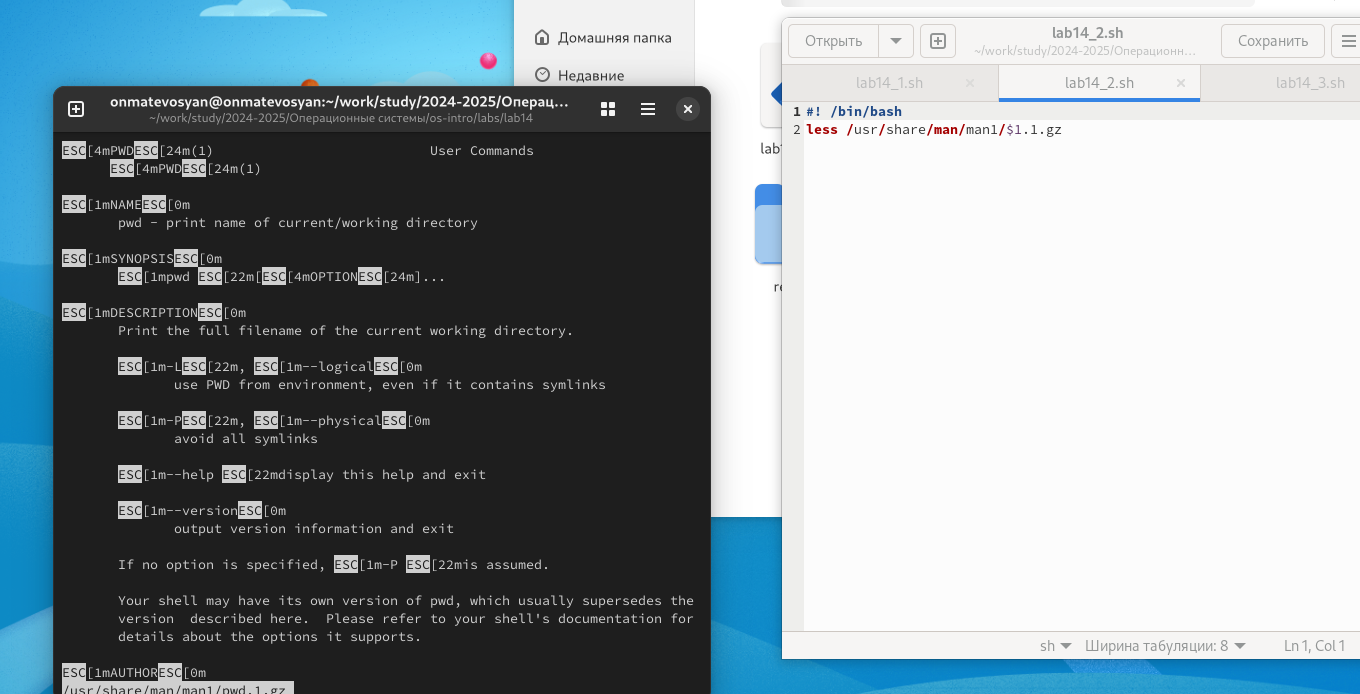 Домашняя папка
Недавние
onmatevosyan@onmatevosyan:~/work/study/2024-2025/Операц...
~/work/study/2024-2025/Операционные системы/os-intro/labs/lab14
ESC[4mPWDESC[24m(1) User Commands
ESC[4mPWDESC[24m(1)
ESC[1mNAMEESC[0m
pwd - print name of current/working directory
ESC[1mSYNOPSISESC[0m
ESC[1mpwd ESC[22m[ESC[4mOPTIONESC[24m]...
ESC[1mDESCRIPTIONESC[0m
Print the full filename of the current working directory.
ESC[1m-LESC[22m, ESC[1m--logicalESC[0m
use PWD from environment, even if it contains symlinks
ESC[1m-PESC[22m, ESC[1m--physicalESC[0m
avoid all symlinks
ESC[1m--help ESC[22mdisplay this help and exit
ESC[1m--versionESC[0m
output version information and exit
If no option is specified, ESC[1m-P ESC[22mis assumed.
Your shell may have its own version of pwd, which usually supersedes the
version  described here.  Please refer to your shell's documentation for
details about the options it supports.
ESC[1mAUTHORESC[0m
/usr/share/man/man1/pwd.1.gz
Открыть
lab14_2.sh
~/work/study/2024-2025/Операционн...
Сохранить
lab14_1.sh
lab14_2.sh
lab14_3.sh
1 #! /bin/bash
2 less /usr/share/man/man1/$1.1.gz
sh
Ширина табуляции: 8
Ln 1, Col 1